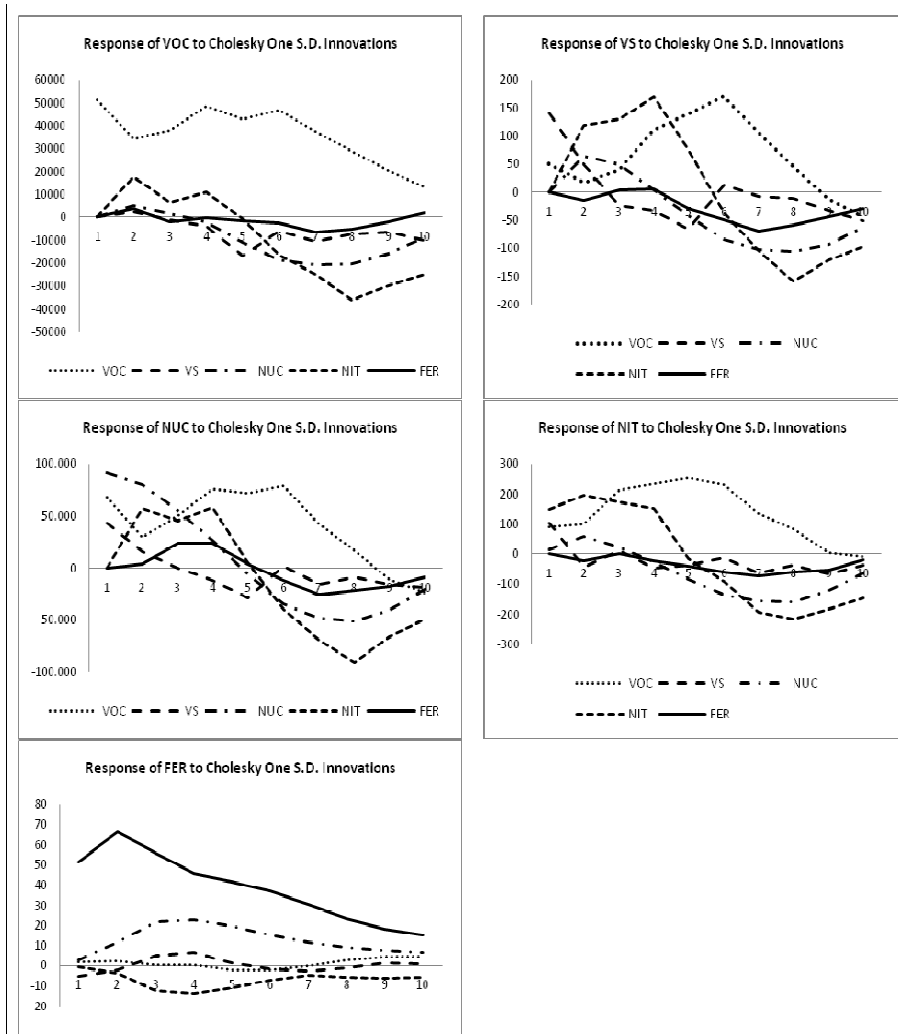 Response of VOC to Cholesky One S.D. Innovations
60000
50000
40000
30000
20000
10000
0
-10000
-20000
-30000
-40000
-50000
1 2 3 4 5 6 7 8 9 10
VOC VS NUC NIT FER
Response of VS to Cholesky One S.D. Innovations
200
150
100
50
0
-50
-100
-150
-200
1 2 3 4 5 6 7 8 9 10
VOC VS NUC
NIT FER
Response of NUC to Cholesky One S.D. Innovations
100.000
50.000
0
-50.000
-100.000
1 2 3 4 5 6 7 8 9 10
VOC VS NUC NIT FER
Response of NIT to Cholesky One S.D. Innovations
300
200
100
0
-100
-200
-300
1 2 3 4 5 6 7 8 9 10
VOC VS NUC
NIT FER
Response of FER to Cholesky One S.D. Innovations
80
70
60
50
40
30
20
10
0
-10
20
1 2 3 4 5 6 7 8 9 10